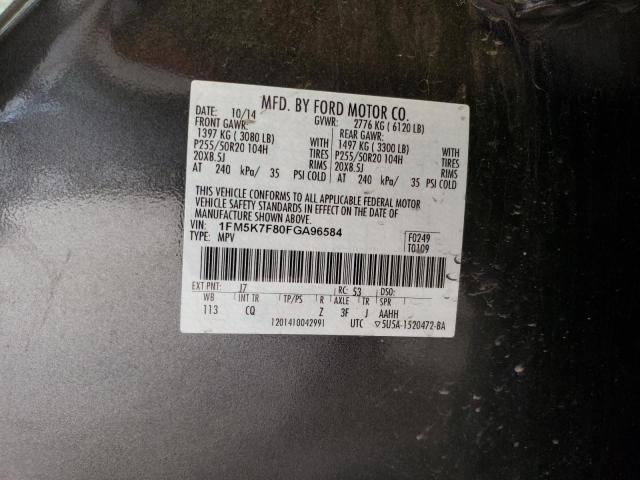 MFD. BY FORD MOTOR CO.
DATE: 10/14 GVWR: 2776 KG ( 6120 LB)
FRONT GAWR: REAR GAWR:
1397 KG ( 3080 LB) WITH 1497 KG ( 3300 LB) WITH
P255/50R20 104H TIRES P255/50R20 104H TIRES
20X8.5J RIMS 20X8.5J RIMS
AT 240 kPa/ 35 PSI COLD AT 240 kPa/ 35 PSI COLD
THIS VEHICLE CONFORMS TO ALL APPLICABLE FEDERAL MOTOR
VEHICLE SAFETY STANDARDS IN EFFECT ON THE DATE OF
MANUFACTURE SHOWN ABOVE.
VIN: 1FM5K7F80FGA96584 F0249
TYPE: MPV T0109
EXT PNT: J7 RC: 53 DSO:
WB INT TR TP/PS R AXLE TR SPR
113 CQ Z 3F J AAHH
1201410042991 UTC ▽5U5A-1520472-BA